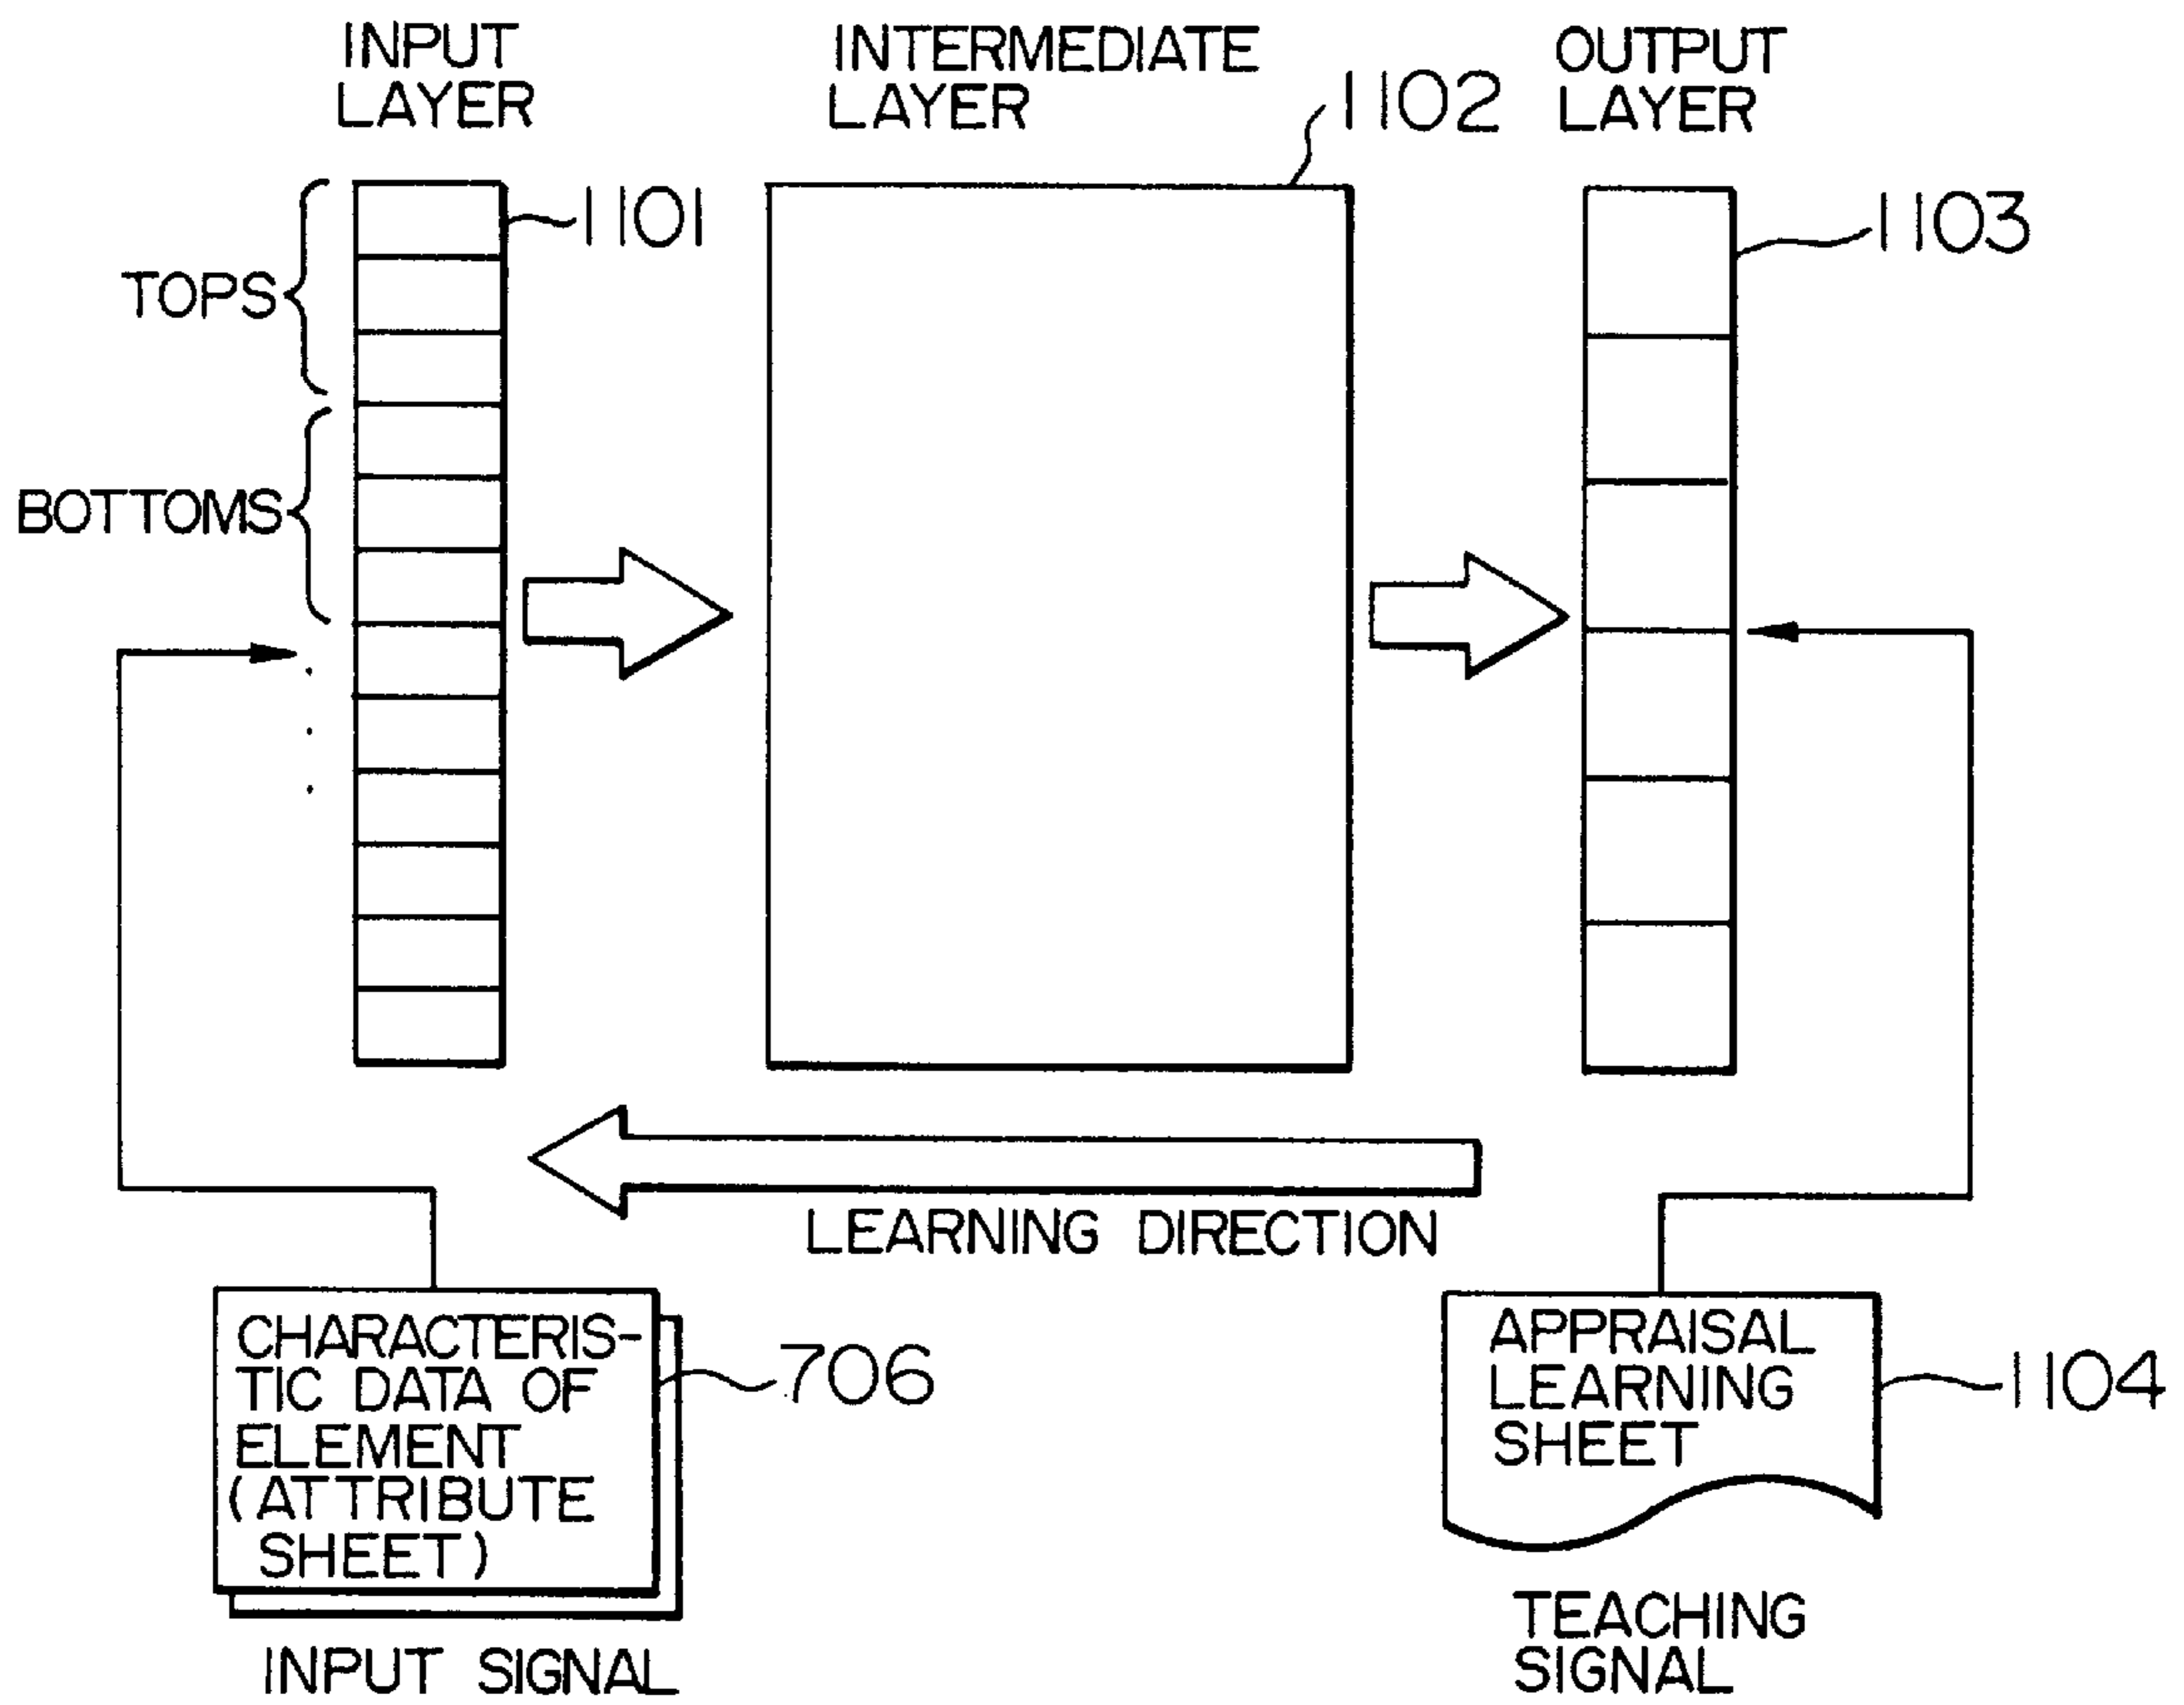 INPUT
LAYER
INTERMEDIATE
LAYER
OUTPUT
LAYER
1102
1101
1103
TOPS
BOTTOMS
LEARNING DIRECTION
CHARACTERIS-
TIC DATA OF
ELEMENT
(ATTRIBUTE
SHEET)
706
INPUT SIGNAL
APPRAISAL
LEARNING
SHEET
1104
TEACHING
SIGNAL